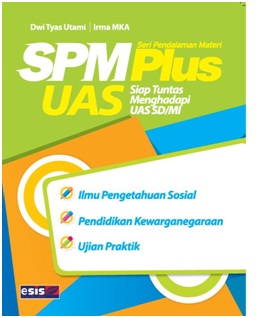 Dwi Tyas Utami | Irma MKA
Seri Pendalaman Materi
SPM Plus
UAS
Siap Tuntas
Menghadapi
UAS SD/MI
Ilmu Pengetahuan Sosial
Pendidikan Kewarganegaraan
Ujian Praktik
esis